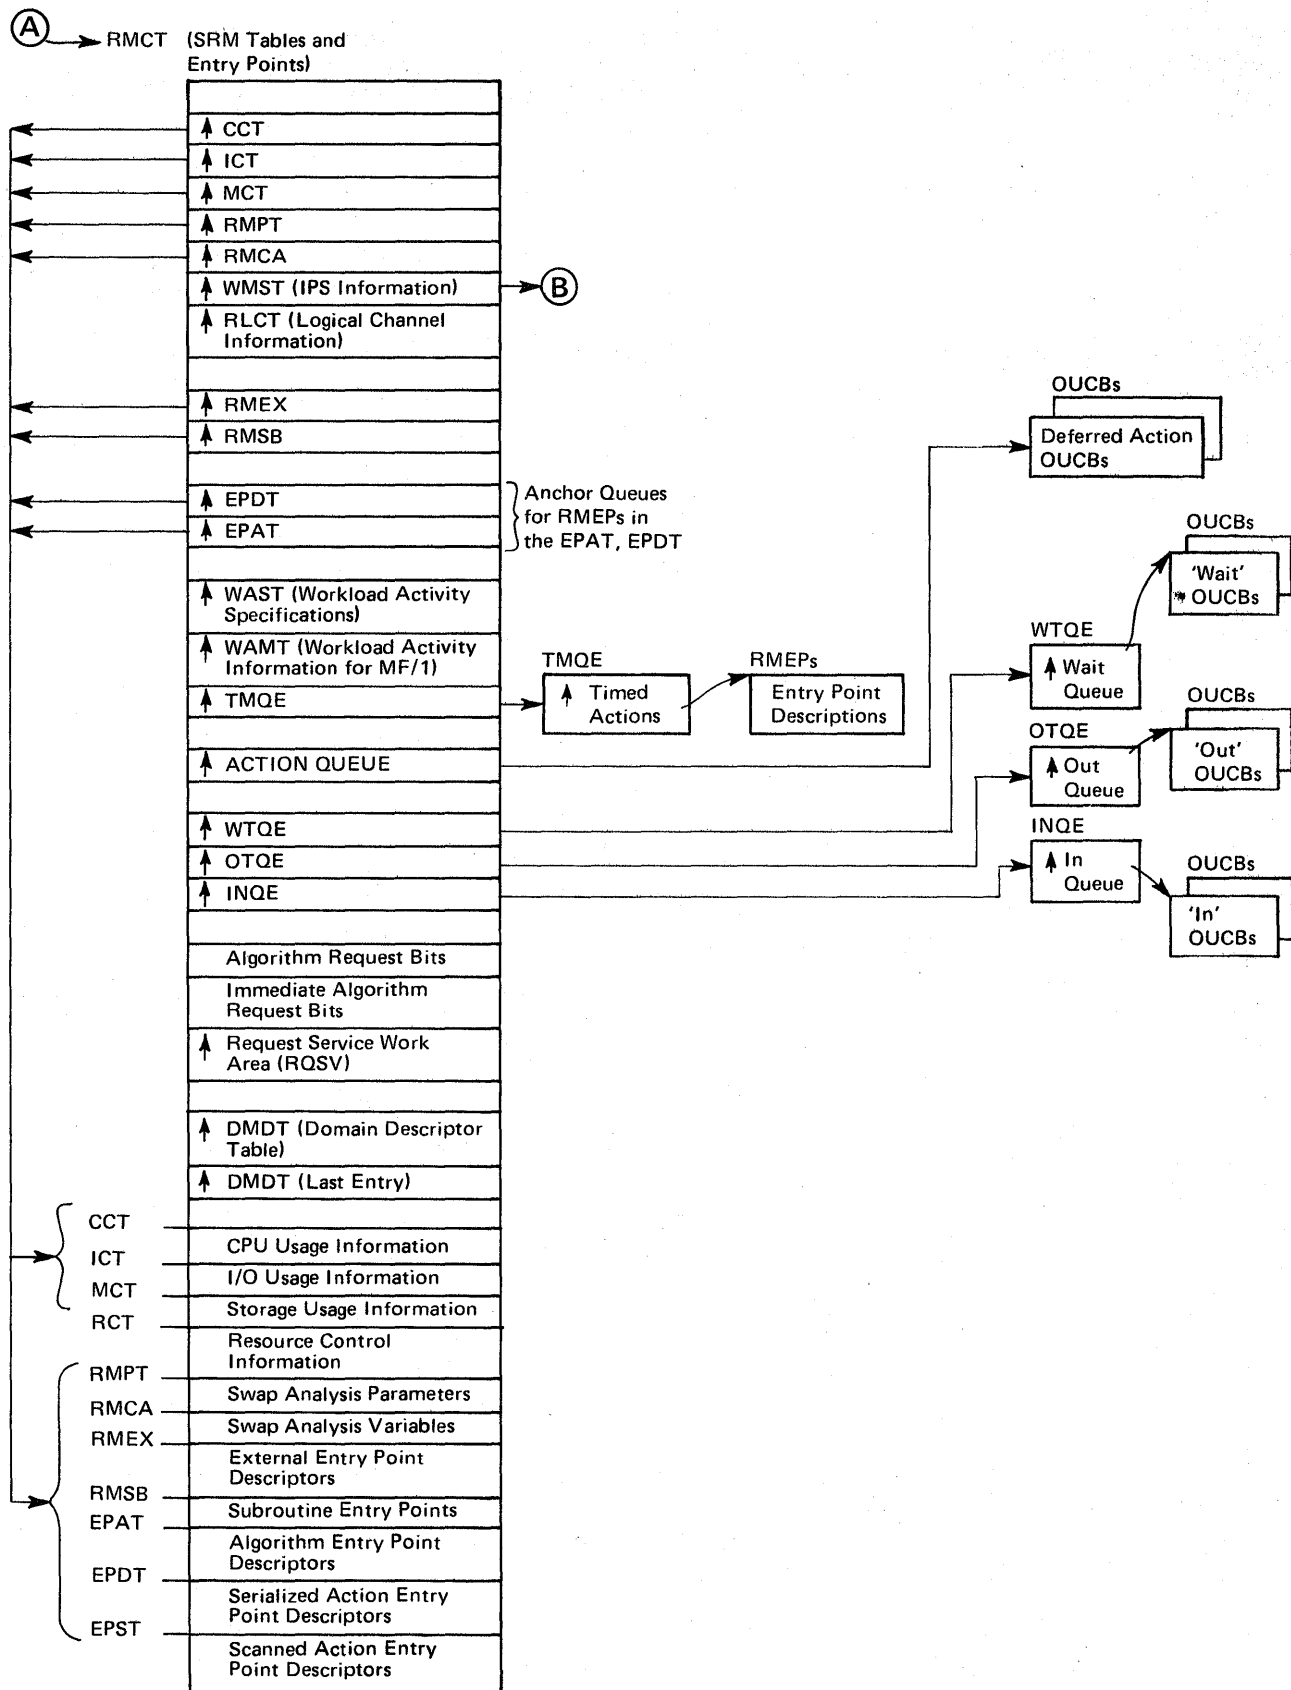 A
RMCT (SRM Tables and
Entry Points)
CCT
ICT
MCT
RMPT
RMCA
WMST (IPS Information)
B
RLCT (Logical Channel
Information)
RMEX
RMSB
EPDT
EPAT
Anchor Queues
for RMEPs in
the EPAT, EPDT
WAST (Workload Activity
Specifications)
WAMT (Workload Activity
Information for MF/1)
TMQE
TMQE
Timed
Actions
RMEPs
Entry Point
Descriptions
ACTION QUEUE
OUCBs
Deferred Action
OUCBs
WTQE
OTQE
INQE
WTQE
Wait
Queue
OUCBs
'Wait'
OUCBs
OTQE
Out
Queue
OUCBs
'Out'
OUCBs
INQE
In
Queue
OUCBs
'In'
OUCBs
Algorithm Request Bits
Immediate Algorithm
Request Bits
Request Service Work
Area (RQSV)
DMDT (Domain Descriptor
Table)
DMDT (Last Entry)
CCT
CPU Usage Information
ICT
I/O Usage Information
MCT
Storage Usage Information
RCT
Resource Control
Information
RMPT
Swap Analysis Parameters
RMCA
Swap Analysis Variables
RMEX
External Entry Point
Descriptors
RMSB
Subroutine Entry Points
EPAT
Algorithm Entry Point
Descriptors
EPDT
Serialized Action Entry
Point Descriptors
EPST
Scanned Action Entry
Point Descriptors